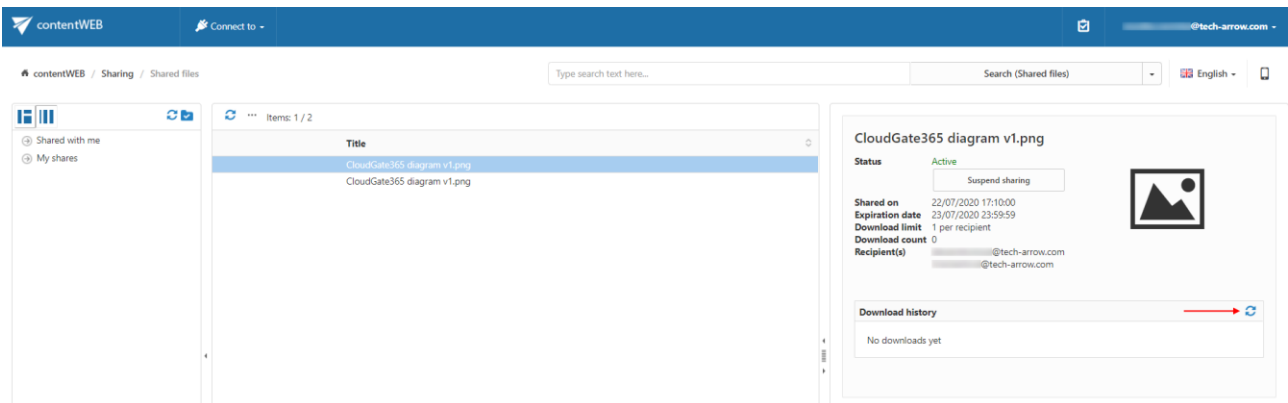 contentWEB
Connect to
@tech-arrow.com
contentWEB / Sharing / Shared files
Type search text here...
Search (Shared files)
English
Items: 1 / 2
Shared with me
My shares
Title
CloudGate365 diagram v1.png
CloudGate365 diagram v1.png
CloudGate365 diagram v1.png
Status Active
Suspend sharing
Shared on 22/07/2020 17:10:00
Expiration date 23/07/2020 23:59:59
Download limit 1 per recipient
Download count 0
Recipient(s) @tech-arrow.com
@tech-arrow.com
Download history
No downloads yet